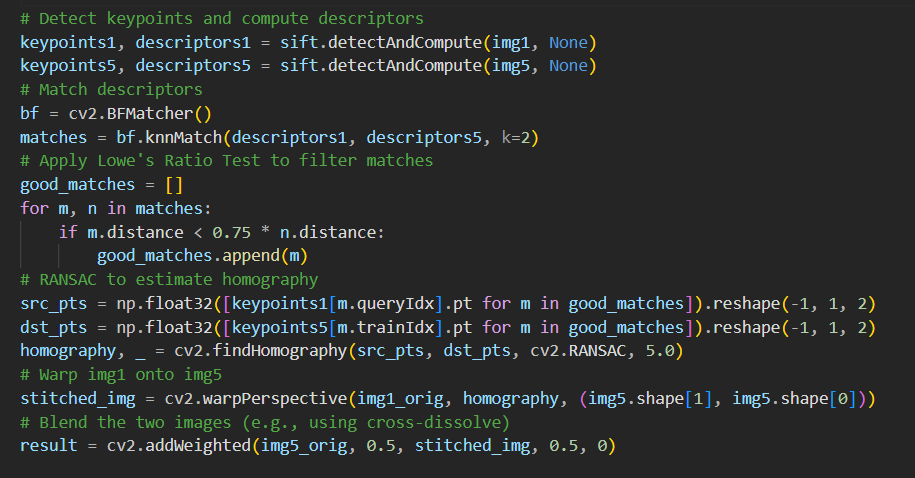 # Detect keypoints and compute descriptors
keypoints1, descriptors1 = sift.detectAndCompute(img1, None)
keypoints5, descriptors5 = sift.detectAndCompute(img5, None)
# Match descriptors
bf = cv2.BFMatcher()
matches = bf.knnMatch(descriptors1, descriptors5, k=2)
# Apply Lowe's Ratio Test to filter matches
good_matches = []
for m, n in matches:
    if m.distance < 0.75 * n.distance:
        good_matches.append(m)
# RANSAC to estimate homography
src_pts = np.float32([keypoints1[m.queryIdx].pt for m in good_matches]).reshape(-1, 1, 2)
dst_pts = np.float32([keypoints5[m.trainIdx].pt for m in good_matches]).reshape(-1, 1, 2)
homography, _ = cv2.findHomography(src_pts, dst_pts, cv2.RANSAC, 5.0)
# Warp img1 onto img5
stitched_img = cv2.warpPerspective(img1_orig, homography, (img5.shape[1], img5.shape[0]))
# Blend the two images (e.g., using cross-dissolve)
result = cv2.addWeighted(img5_orig, 0.5, stitched_img, 0.5, 0)